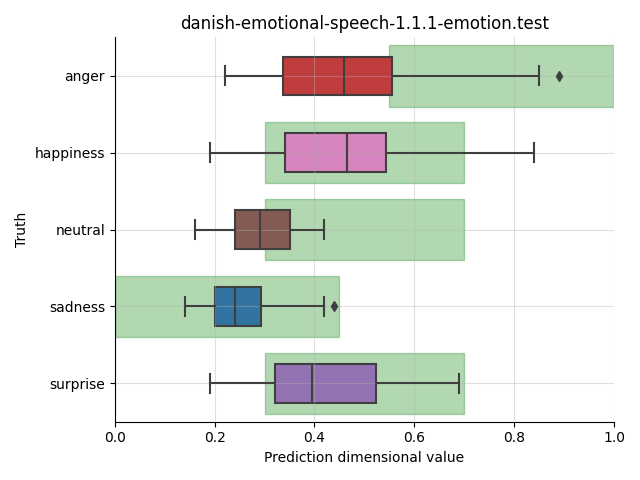 danish-emotional-speech-1.1.1-emotion.test
anger
happiness
neutral
sadness
surprise
Truth
0.0 0.2 0.4 0.6 0.8 1.0
Prediction dimensional value